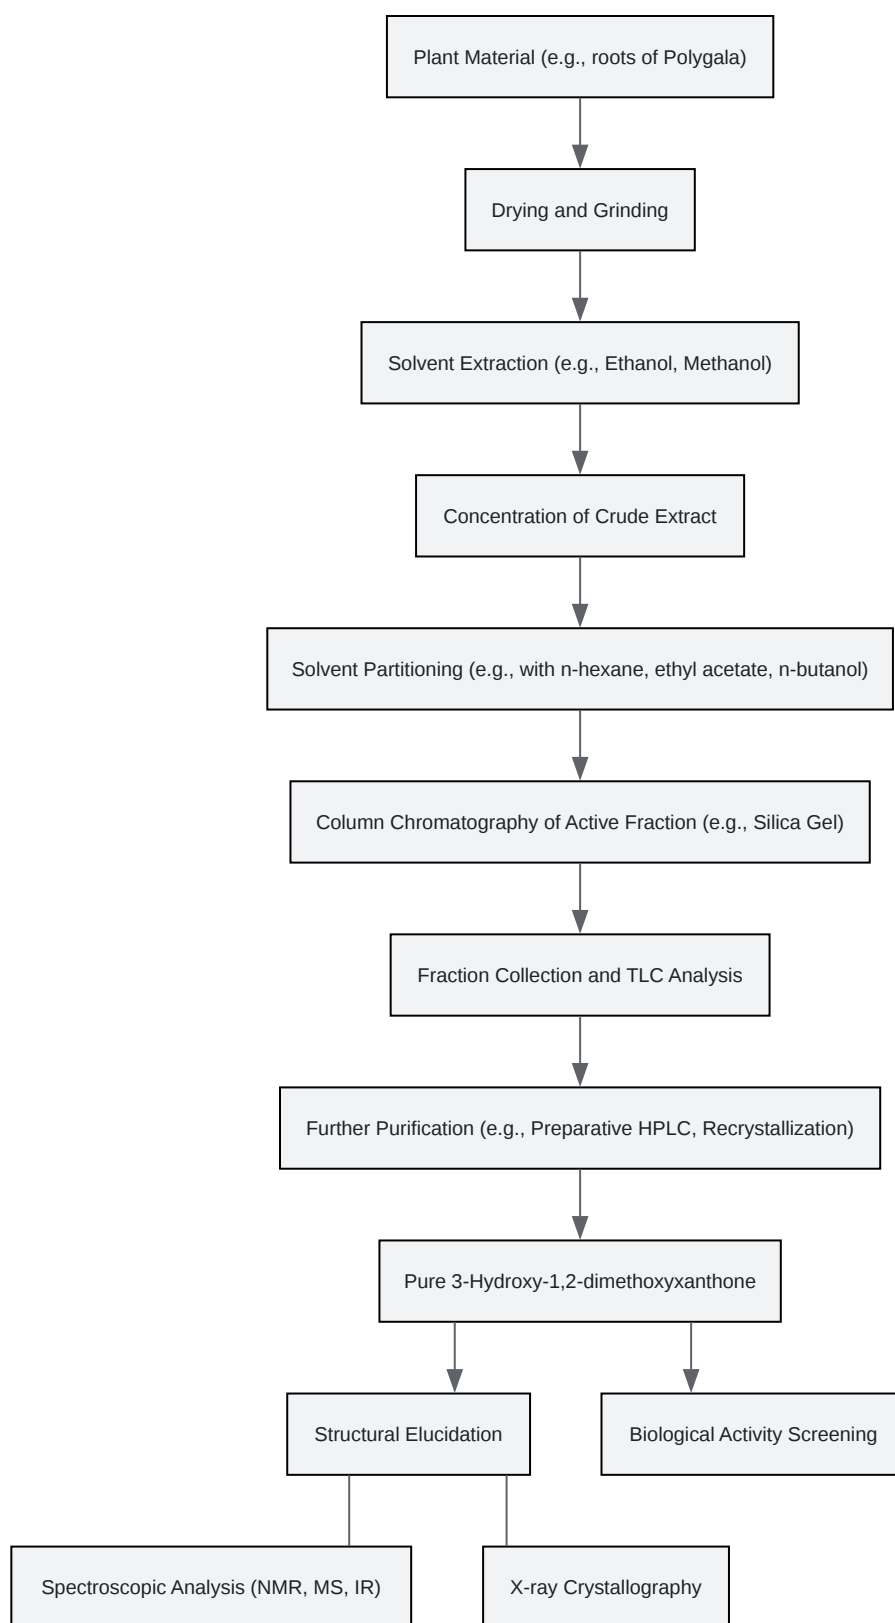 Plant Material (e.g., roots of Polygala)
Drying and Grinding
Solvent Extraction (e.g., Ethanol, Methanol)
Concentration of Crude Extract
Solvent Partitioning (e.g., with n-hexane, ethyl acetate, n-butanol)
Column Chromatography of Active Fraction (e.g., Silica Gel)
Fraction Collection and TLC Analysis
Further Purification (e.g., Preparative HPLC, Recrystallization)
Pure 3-Hydroxy-1,2-dimethoxyxanthone
Structural Elucidation
Biological Activity Screening
Spectroscopic Analysis (NMR, MS, IR)
X-ray Crystallography